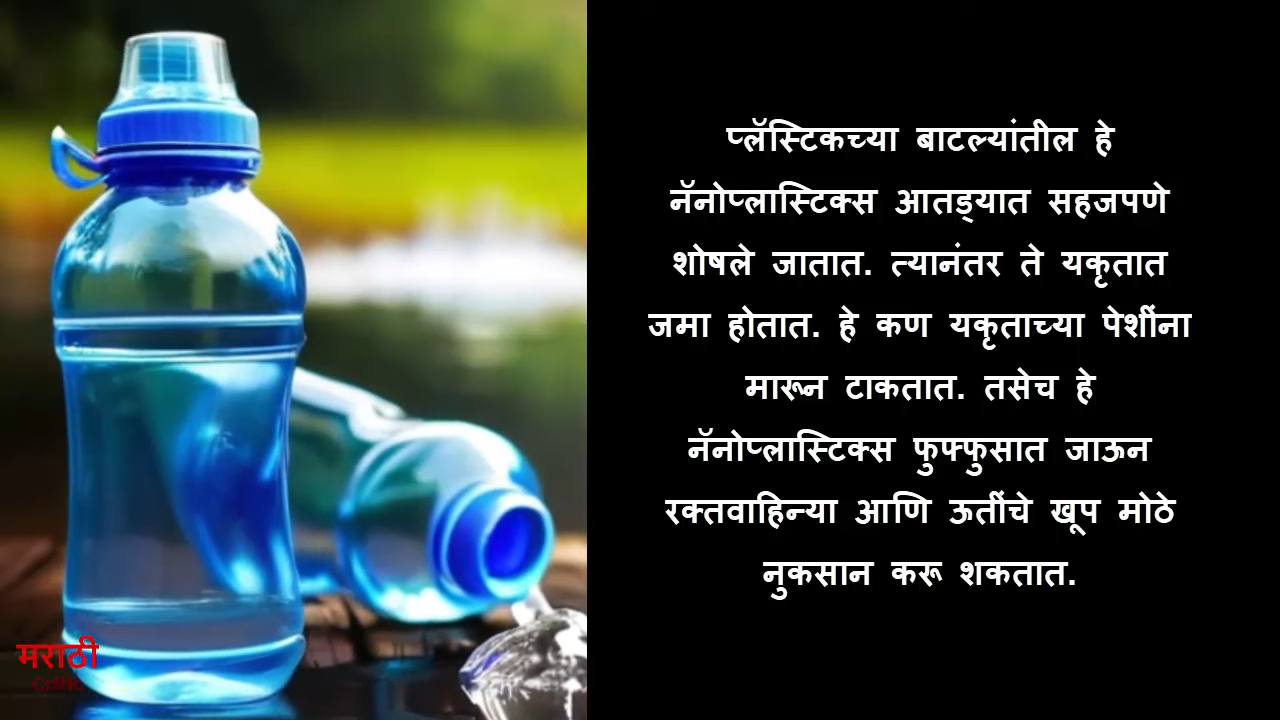 प्लॅस्टिकच्या बाटल्यांतील हे
नॅनोप्लास्टिक्स आतड्यात सहजपणे
शोषले जातात. त्यानंतर ते यकृतात
जमा होतात. हे कण यकृताच्या पेशींना
मारून टाकतात. तसेच हे
नॅनोप्लास्टिक्स फुफ्फुसात जाऊन
रक्तवाहिन्या आणि ऊतींचे खूप मोठे
नुकसान करू शकतात.
मराठी
Critic